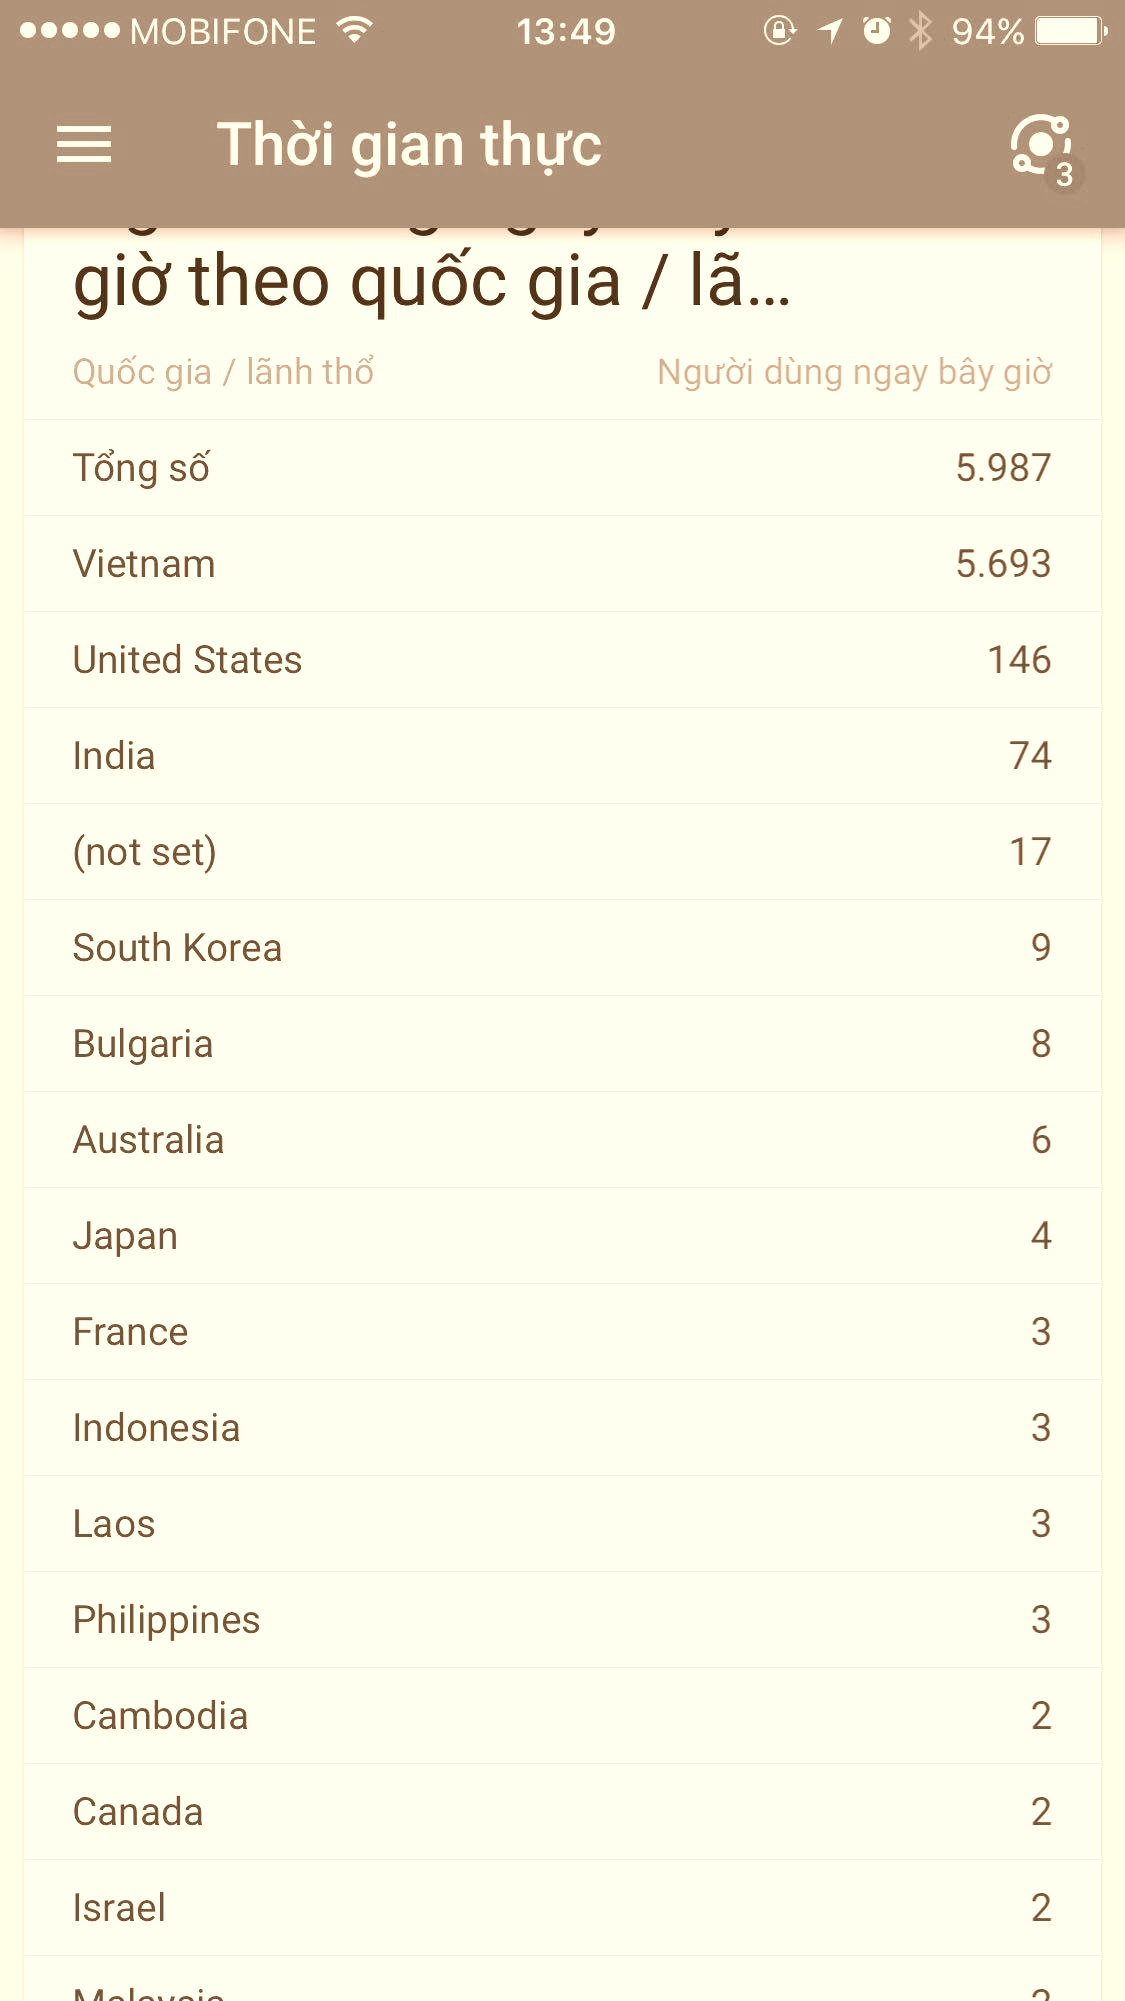 MOBIFONE 13:49 94%
Thời gian thực 3
giờ theo quốc gia / lã...
Quốc gia / lãnh thổ Người dùng ngay bây giờ
Tổng số 5.987
Vietnam 5.693
United States 146
India 74
(not set) 17
South Korea 9
Bulgaria 8
Australia 6
Japan 4
France 3
Indonesia 3
Laos 3
Philippines 3
Cambodia 2
Canada 2
Israel 2